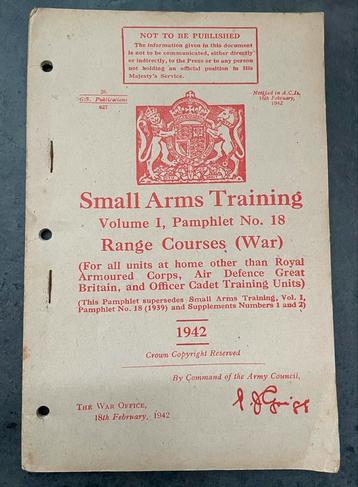 NOT TO BE PUBLISHED
The information given in this document
is not to be communicated, either directly
or indirectly, to the Press or to any person
not holding an official position in His
Majesty's Service.
26
G.S. Publications
627
Notified in A.C.Is.
18th February,
1942
Small Arms Training
Volume I, Pamphlet No. 18
Range Courses (War)
(For all units at home other than Royal
Armoured Corps, Air Defence Great
Britain, and Officer Cadet Training Units)
(This Pamphlet supersedes Small Arms Training, Vol. I,
Pamphlet No. 18 (1939) and Supplements Numbers 1 and 2)
1942
Crown Copyright Reserved
By Command of the Army Council,
THE WAR OFFICE,
18th February, 1942